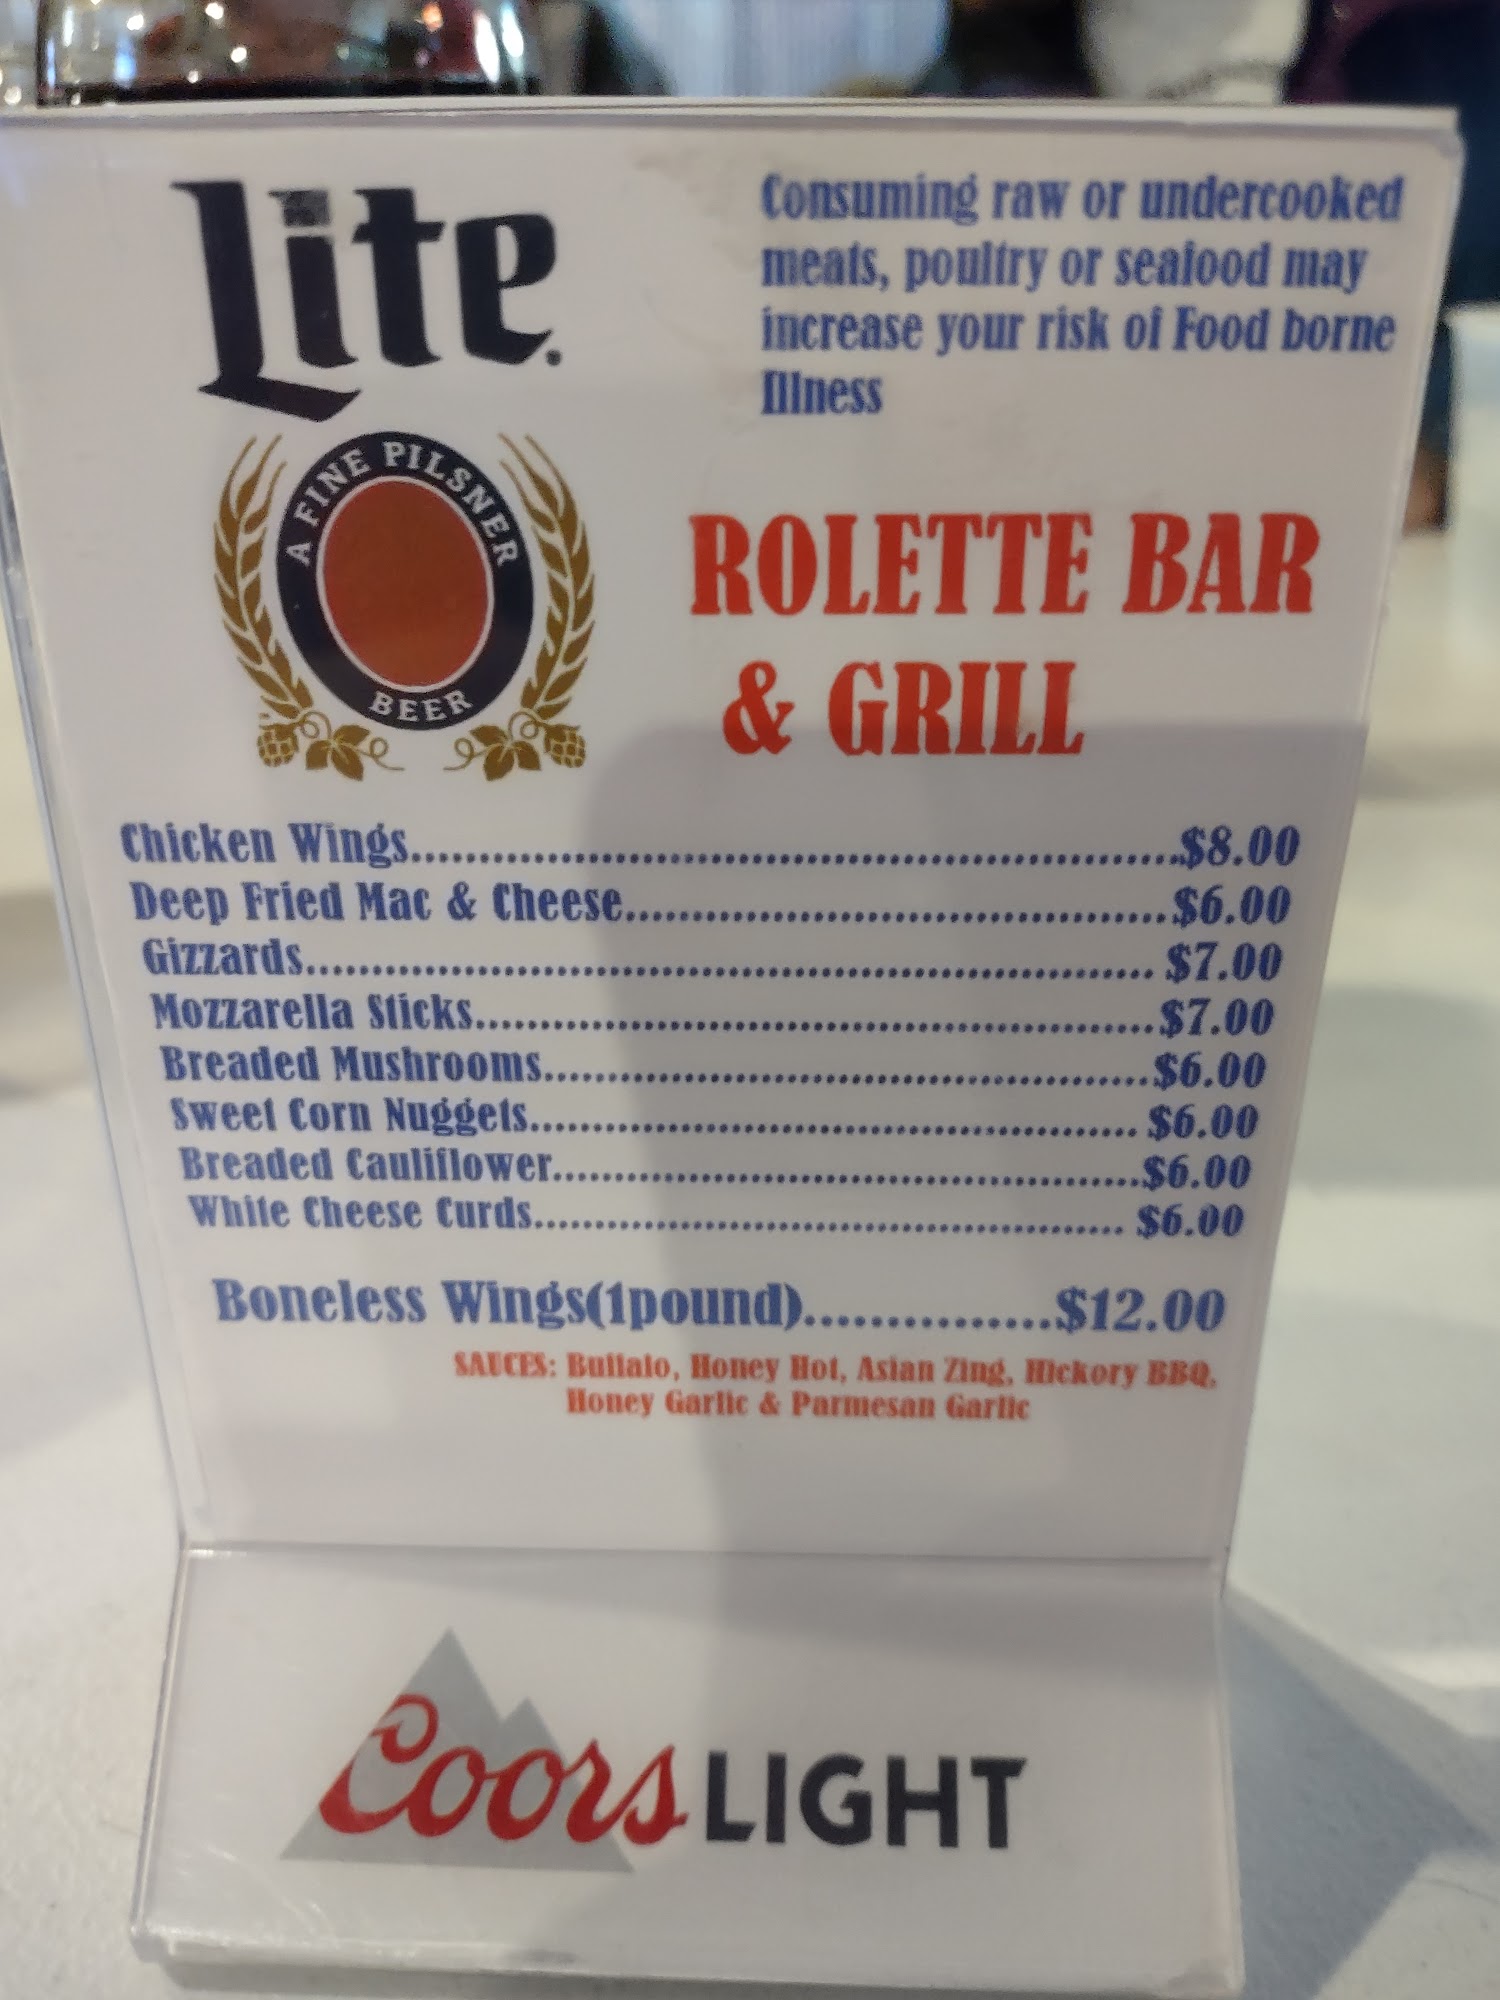 Lite
A FINE PILSNER
BEER
Consuming raw or undercooked
meats, poultry or seafood may
increase your risk of Food borne
Illness
ROLETTE BAR
& GRILL
Chicken Wings..........................................................$8.00
Deep Fried Mac & Cheese.........................................$6.00
Gizzards................................................................ $7.00
Mozzarella Sticks...................................................$7.00
Breaded Mushrooms..............................................$6.00
Sweet Corn Nuggets............................................... $6.00
Breaded Cauliflower..............................................$6.00
White Cheese Curds............................................... $6.00
Boneless Wings(1pound)...............$12.00
SAUCES: Buffalo, Honey Hot, Asian Zing, Hickory BBQ,
Honey Garlic & Parmesan Garlic
Coors LIGHT